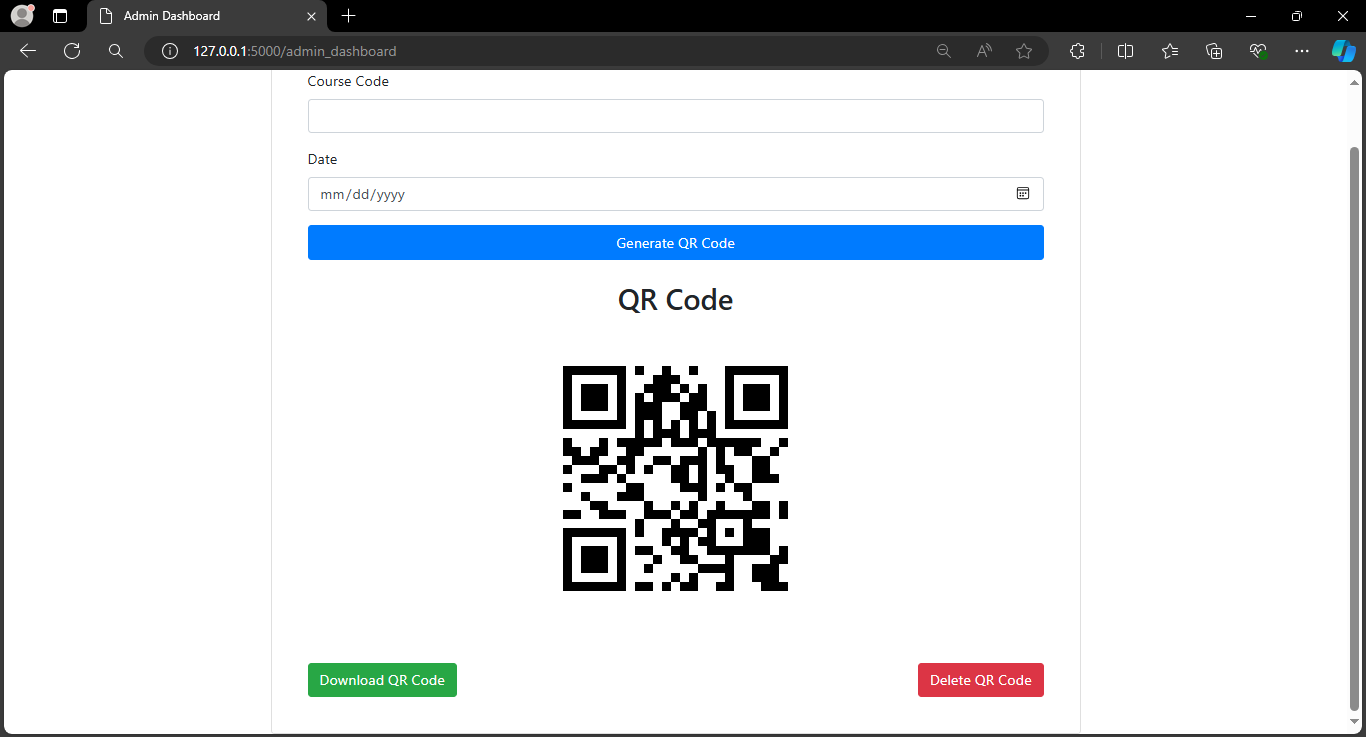 Admin Dashboard
127.0.0.1:5000/admin_dashboard
Course Code
Date
mm/dd/yyyy
Generate QR Code
QR Code
Download QR Code
Delete QR Code